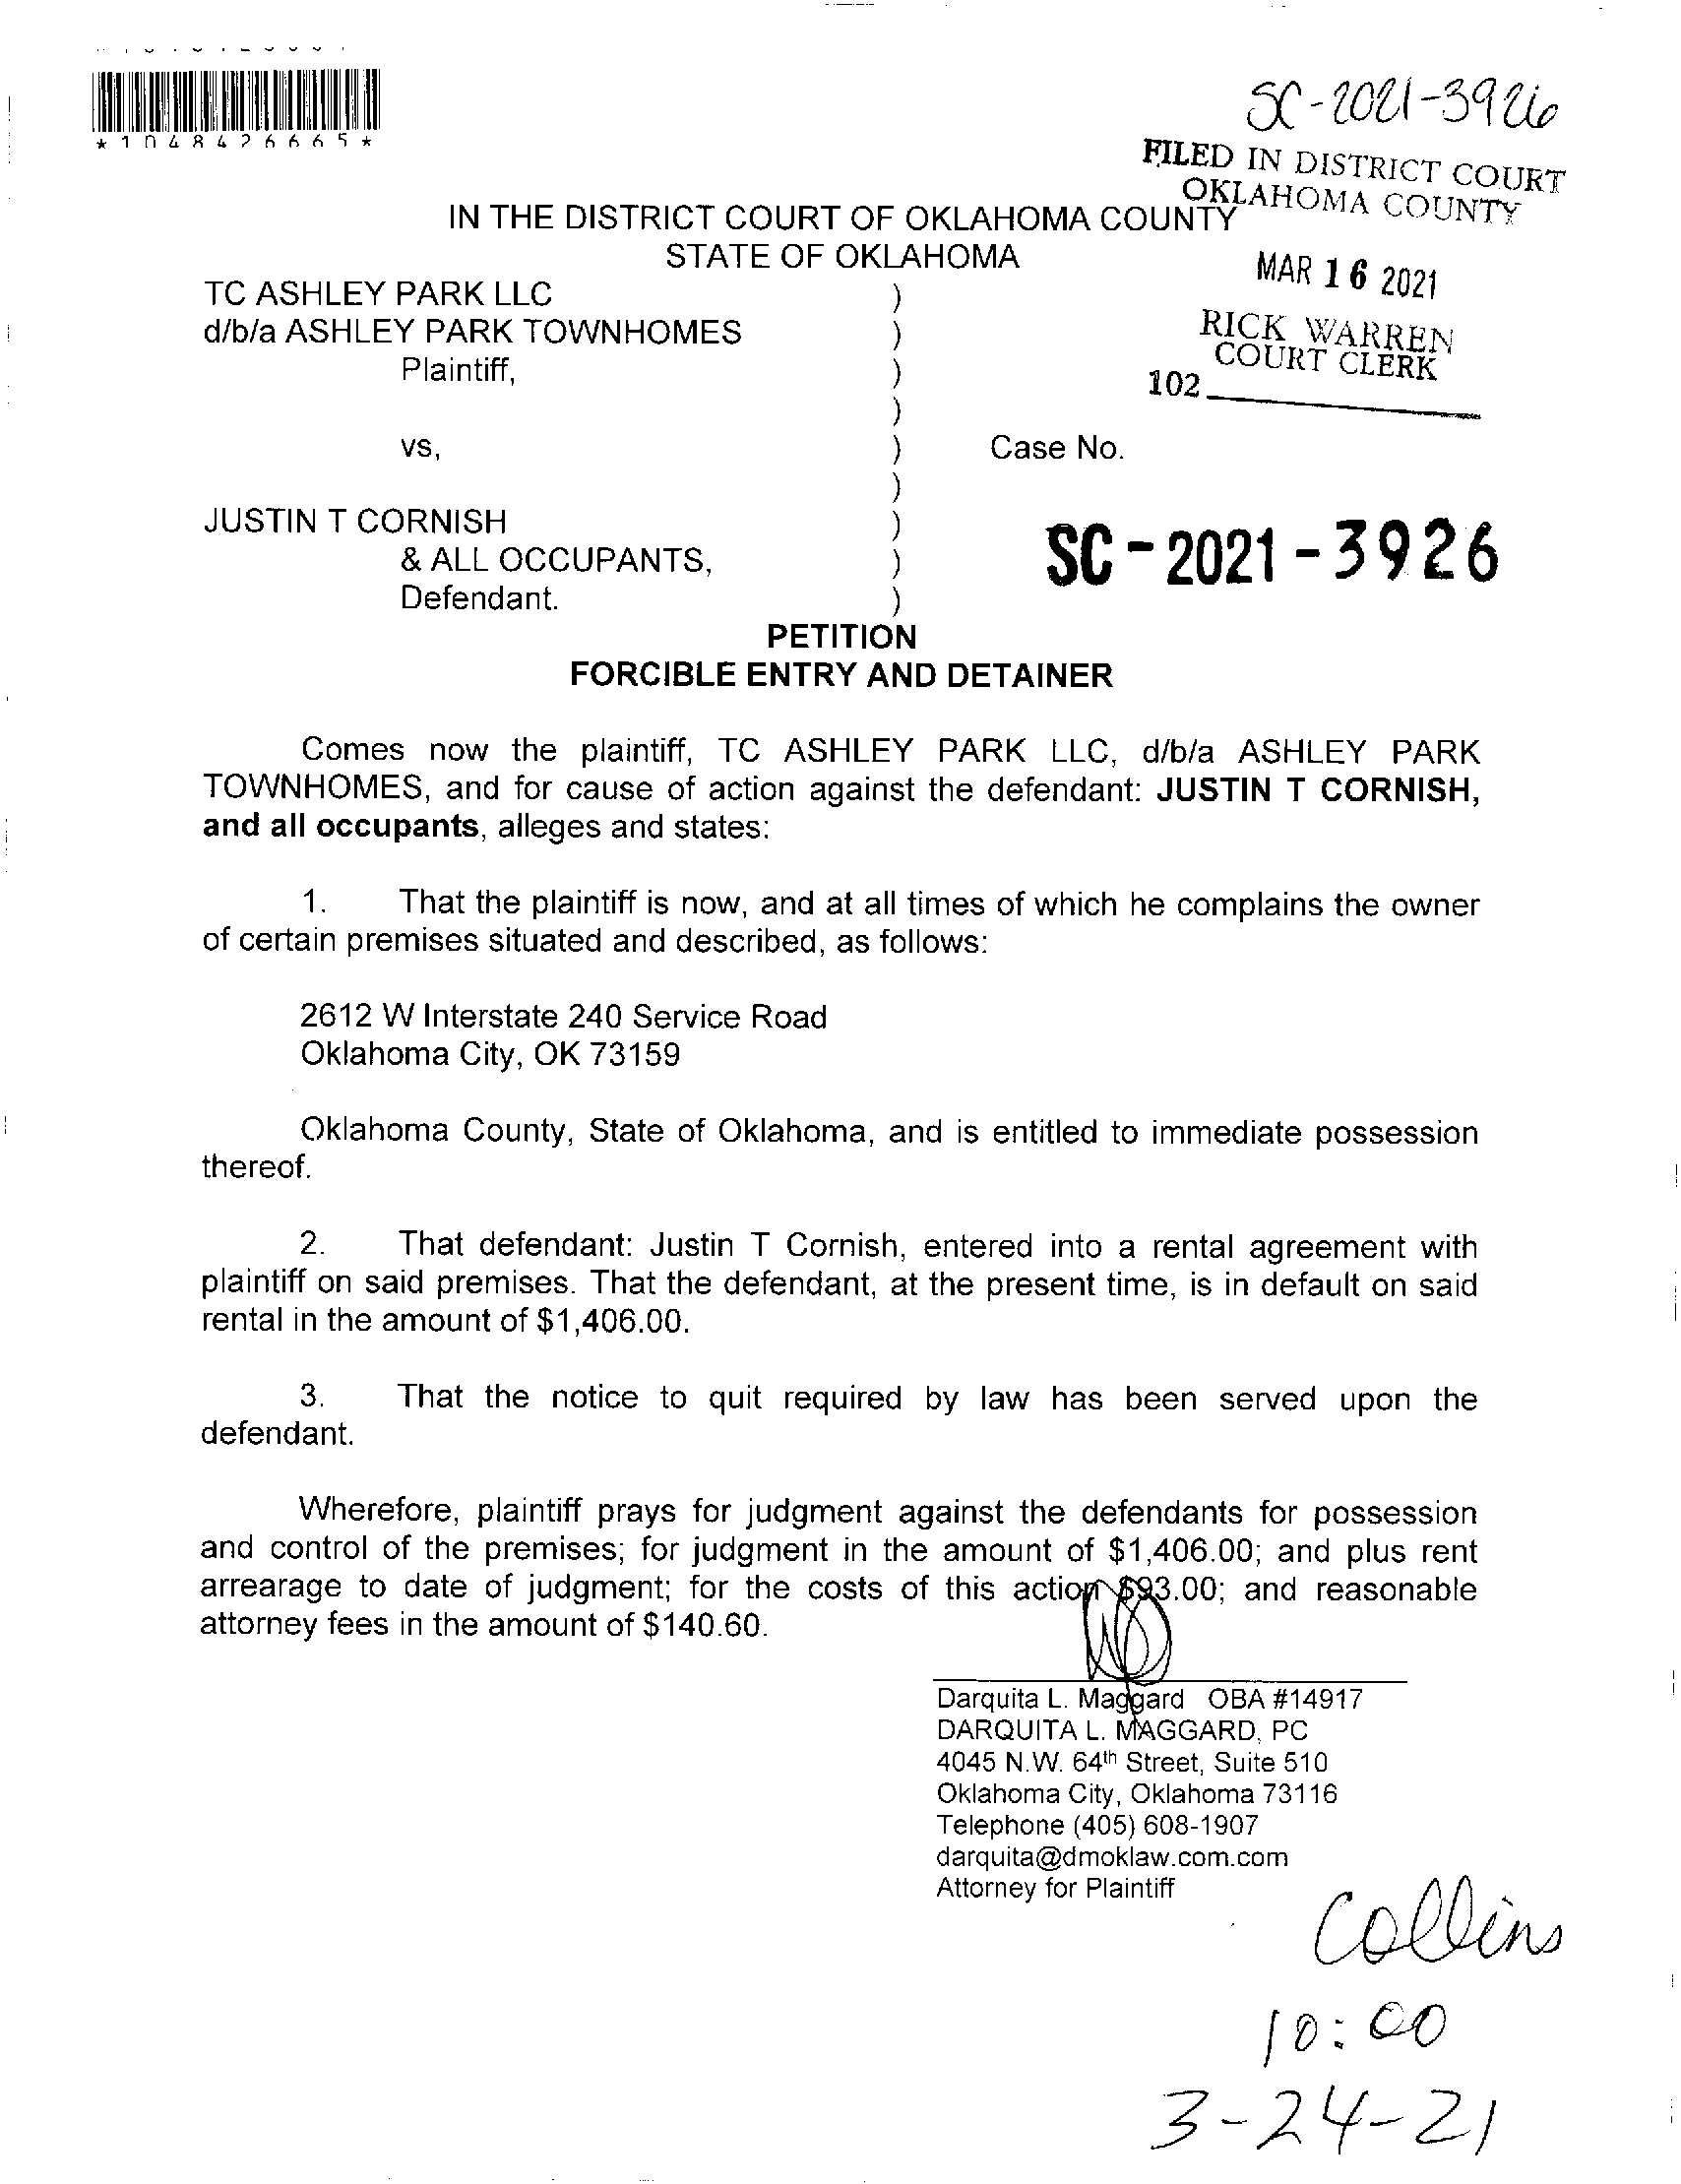 *1048426665*
SC-2021-3926
FILED IN DISTRICT COURT
OKLAHOMA COUNTY
IN THE DISTRICT COURT OF OKLAHOMA COUNTY
STATE OF OKLAHOMA
MAR 16 2021
RICK WARREN
COURT CLERK
102
TC ASHLEY PARK LLC )
d/b/a ASHLEY PARK TOWNHOMES )
Plaintiff, )
)
vs, ) Case No.
)
JUSTIN T CORNISH )
& ALL OCCUPANTS, ) SC-2021-3926
Defendant. )
PETITION
FORCIBLE ENTRY AND DETAINER
Comes now the plaintiff, TC ASHLEY PARK LLC, d/b/a ASHLEY PARK
TOWNHOMES, and for cause of action against the defendant: JUSTIN T CORNISH,
and all occupants, alleges and states:
1. That the plaintiff is now, and at all times of which he complains the owner
of certain premises situated and described, as follows:
2612 W Interstate 240 Service Road
Oklahoma City, OK 73159
Oklahoma County, State of Oklahoma, and is entitled to immediate possession
thereof.
2. That defendant: Justin T Cornish, entered into a rental agreement with
plaintiff on said premises. That the defendant, at the present time, is in default on said
rental in the amount of $1,406.00.
3. That the notice to quit required by law has been served upon the
defendant.
Wherefore, plaintiff prays for judgment against the defendants for possession
and control of the premises; for judgment in the amount of $1,406.00; and plus rent
arrearage to date of judgment; for the costs of this action $93.00; and reasonable
attorney fees in the amount of $140.60.
Darquita L. Maggard OBA #14917
DARQUITA L. MAGGARD, PC
4045 N.W. 64th Street, Suite 510
Oklahoma City, Oklahoma 73116
Telephone (405) 608-1907
darquita@dmoklaw.com.com
Attorney for Plaintiff
Collins
10:00
3-24-21